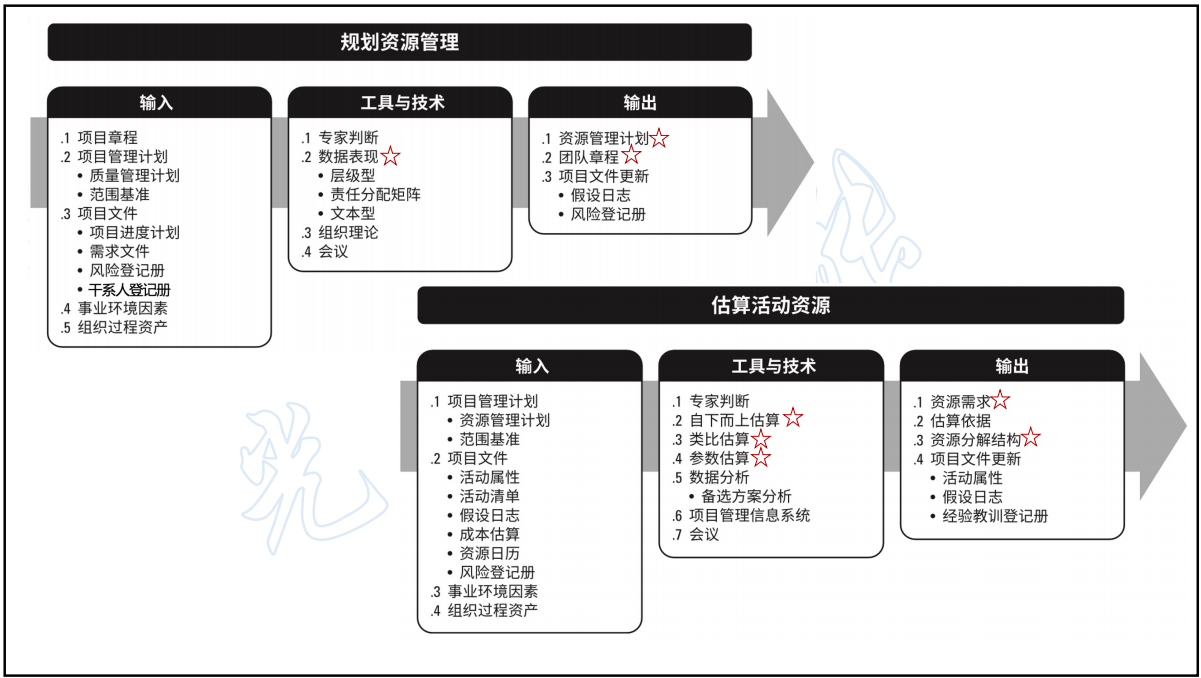 规划资源管理
输入
.1 项目章程
.2 项目管理计划
• 质量管理计划
• 范围基准
.3 项目文件
• 项目进度计划
• 需求文件
• 风险登记册
• 干系人登记册
.4 事业环境因素
.5 组织过程资产
工具与技术
.1 专家判断
.2 数据表现☆
• 层级型
• 责任分配矩阵
• 文本型
.3 组织理论
.4 会议
输出
.1 资源管理计划☆
.2 团队章程☆
.3 项目文件更新
• 假设日志
• 风险登记册
估算活动资源
输入
.1 项目管理计划
• 资源管理计划
• 范围基准
.2 项目文件
• 活动属性
• 活动清单
• 假设日志
• 成本估算
• 资源日历
• 风险登记册
.3 事业环境因素
.4 组织过程资产
工具与技术
.1 专家判断
.2 自下而上估算☆
.3 类比估算☆
.4 参数估算☆
.5 数据分析
• 备选方案分析
.6 项目管理信息系统
.7 会议
输出
.1 资源需求☆
.2 估算依据
.3 资源分解结构☆
.4 项目文件更新
• 活动属性
• 假设日志
• 经验教训登记册
光